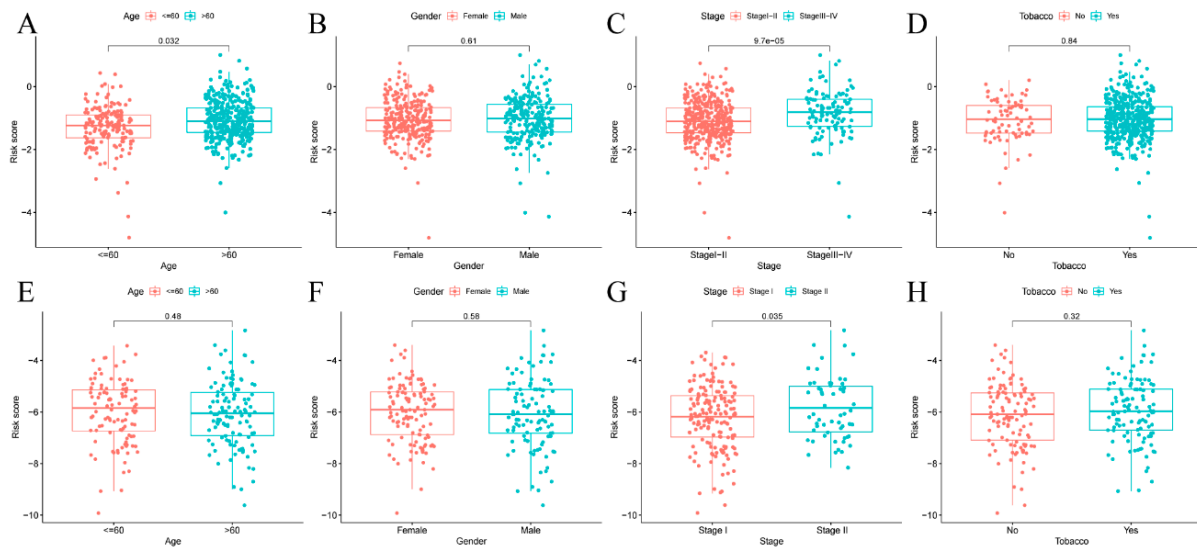 A
Age <=60 >60
0.032
Risk score
0
−2
−4
<=60 >60
Age
B
Gender Female Male
0.61
Risk score
0
−2
−4
Female Male
Gender
C
Stage StageI−II StageIII−IV
9.7e−05
Risk score
0
−2
−4
StageI−II StageIII−IV
Stage
D
Tobacco No Yes
0.84
Risk score
0
−2
−4
No Yes
Tobacco
E
Age <=60 >60
0.48
Risk score
−4
−6
−8
−10
<=60 >60
Age
F
Gender Female Male
0.58
Risk score
−4
−6
−8
−10
Female Male
Gender
G
Stage Stage I Stage II
0.035
Risk score
−4
−6
−8
−10
Stage I Stage II
Stage
H
Tobacco No Yes
0.32
Risk score
−4
−6
−8
−10
No Yes
Tobacco